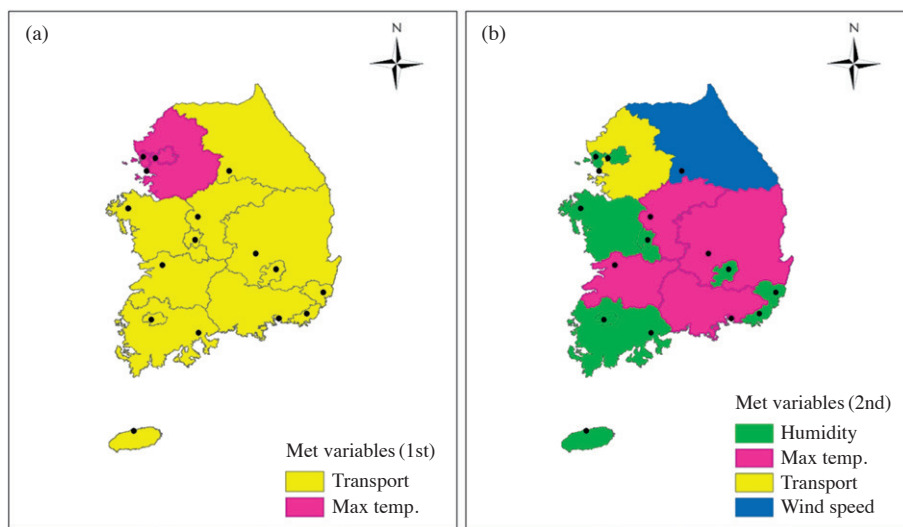 (a)
N
Met variables (1st)
Transport
Max temp.
(b)
N
Met variables (2nd)
Humidity
Max temp.
Transport
Wind speed